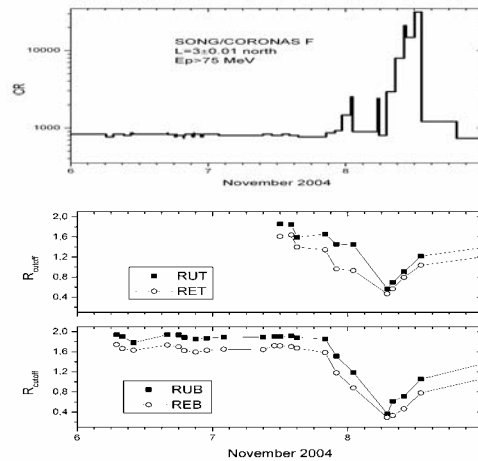 SONG/CORONAS F
L=3±0.01 north
Ep>75 MeV
10000
1000
CR
6 7 8
November 2004
2,0
1,6
1,2
0,8
0,4
R cutoff
RUT
RET
2,0
1,6
1,2
0,8
0,4
R cutoff
RUB
REB
6 7 8
November 2004